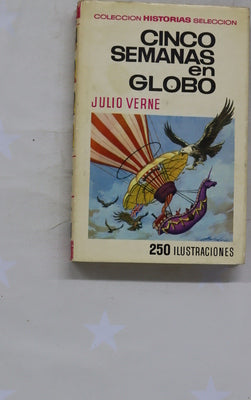 COLECCION HISTORIAS SELECCION
CINCO
SEMANAS
en
GLOBO
JULIO VERNE
250 ILUSTRACIONES